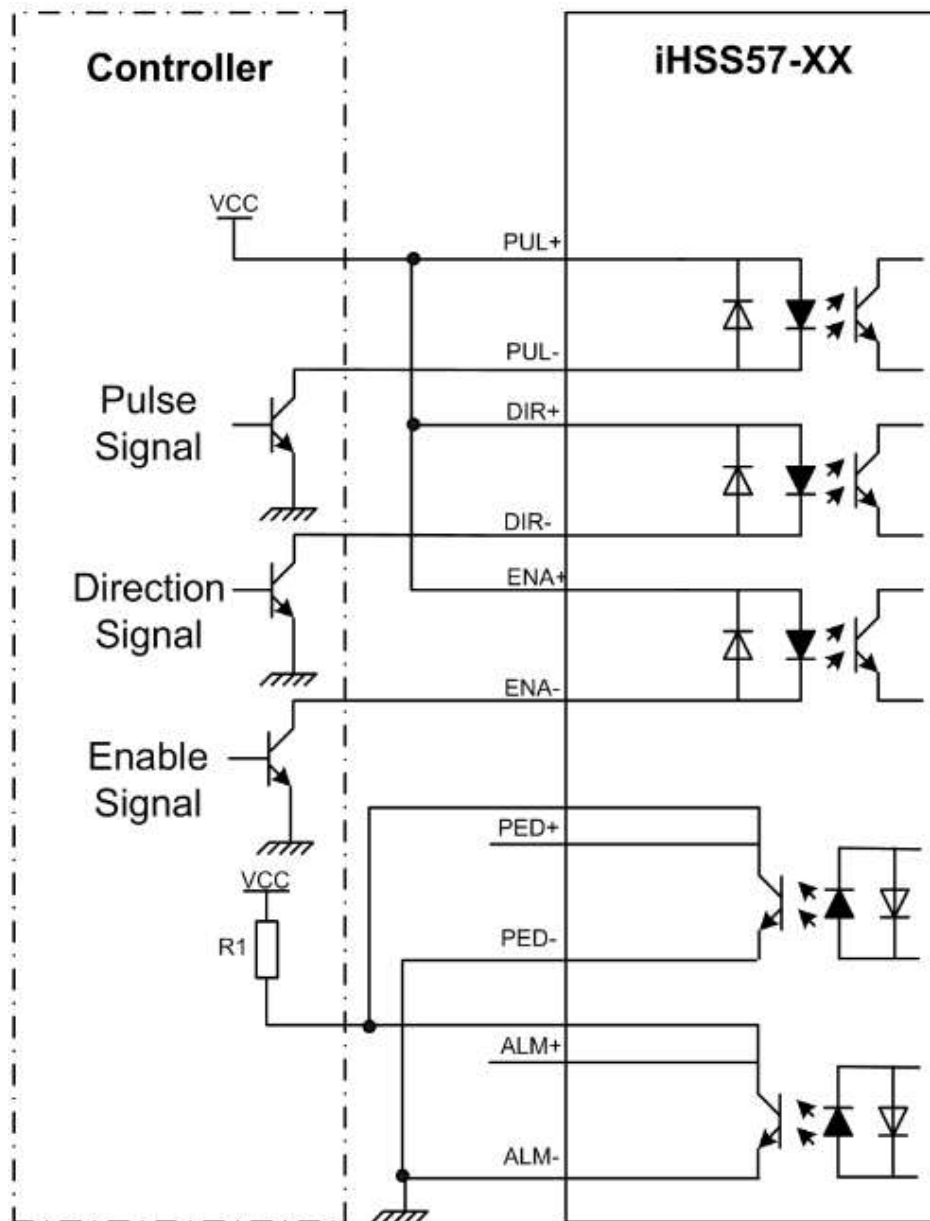 Controller
iHSS57-XX
VCC
PUL+
PUL-
Pulse
Signal
DIR+
DIR-
Direction
Signal
ENA+
ENA-
Enable
Signal
PED+
VCC
R1
PED-
ALM+
ALM-